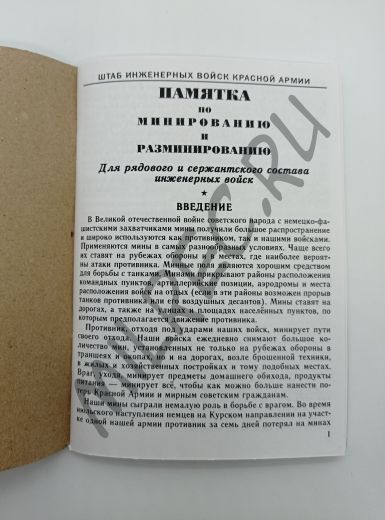 ШТАБ ИНЖЕНЕРНЫХ ВОЙСК КРАСНОЙ АРМИИ
ПАМЯТКА
ПО
МИНИРОВАНИЮ
И
РАЗМИНИРОВАНИЮ
Для рядового и сержантского состава
инженерных войск
ВВЕДЕНИЕ
В Великой отечественной войне советского народа с немецко-фа-
шистскими захватчиками мины получили большое распространение
и широко используются как противником, так и нашими войсками.
Применяются мины в самых разнообразных условиях. Чаще всего
их ставят на рубежах обороны и в местах, где наиболее вероят-
ны атаки противника. Минные поля являются хорошим средством
для борьбы с танками. Минами прикрывают районы расположения
командных пунктов, артиллерийские позиции, аэродромы и места
расположения войск на отдых (если в эти районы возможен прорыв
танков противника или его воздушных десантов). Мины ставят на
дорогах, а также на улицах и площадях населённых пунктов, по
которым предполагается движение противника.
Противник, отходя под ударами наших войск, минирует пути
своего отхода. Наши войска ежедневно снимают большое ко-
личество мин, установленных не только на рубежах обороны в
траншеях и окопах, но и на дорогах, возле брошенной техники,
в жилых и хозяйственных постройках и тому подобных местах.
Враг, уходя, минирует предметы домашнего обихода, продукты
питания — минирует всё, чтобы как можно больше нанести по-
терь Красной Армии и мирным советским гражданам.
Наши мины сыграли немалую роль в борьбе с врагом. Во время
июльского наступления немцев на Курском направлении на участ-
ке одной нашей армии противник за семь дней потерял на минах
1
MILREC.RU